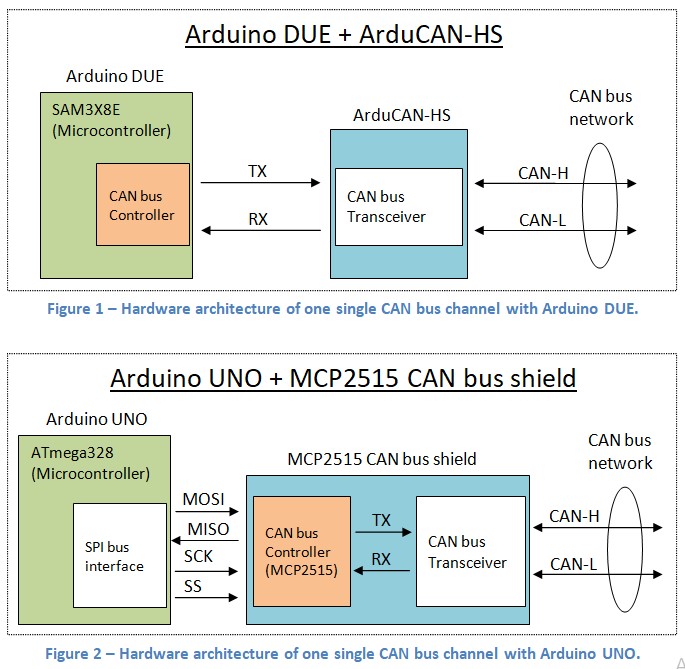 Arduino DUE + ArduCAN-HS
Arduino DUE
SAM3X8E
(Microcontroller)
CAN bus
Controller
TX
RX
ArduCAN-HS
CAN bus
Transceiver
CAN bus
network
CAN-H
CAN-L
Figure 1 – Hardware architecture of one single CAN bus channel with Arduino DUE.
Arduino UNO + MCP2515 CAN bus shield
Arduino UNO
ATmega328
(Microcontroller)
SPI bus
interface
MOSI
MISO
SCK
SS
MCP2515 CAN bus shield
CAN bus
Controller
(MCP2515)
TX
RX
CAN bus
Transceiver
CAN bus
network
CAN-H
CAN-L
Figure 2 – Hardware architecture of one single CAN bus channel with Arduino UNO.